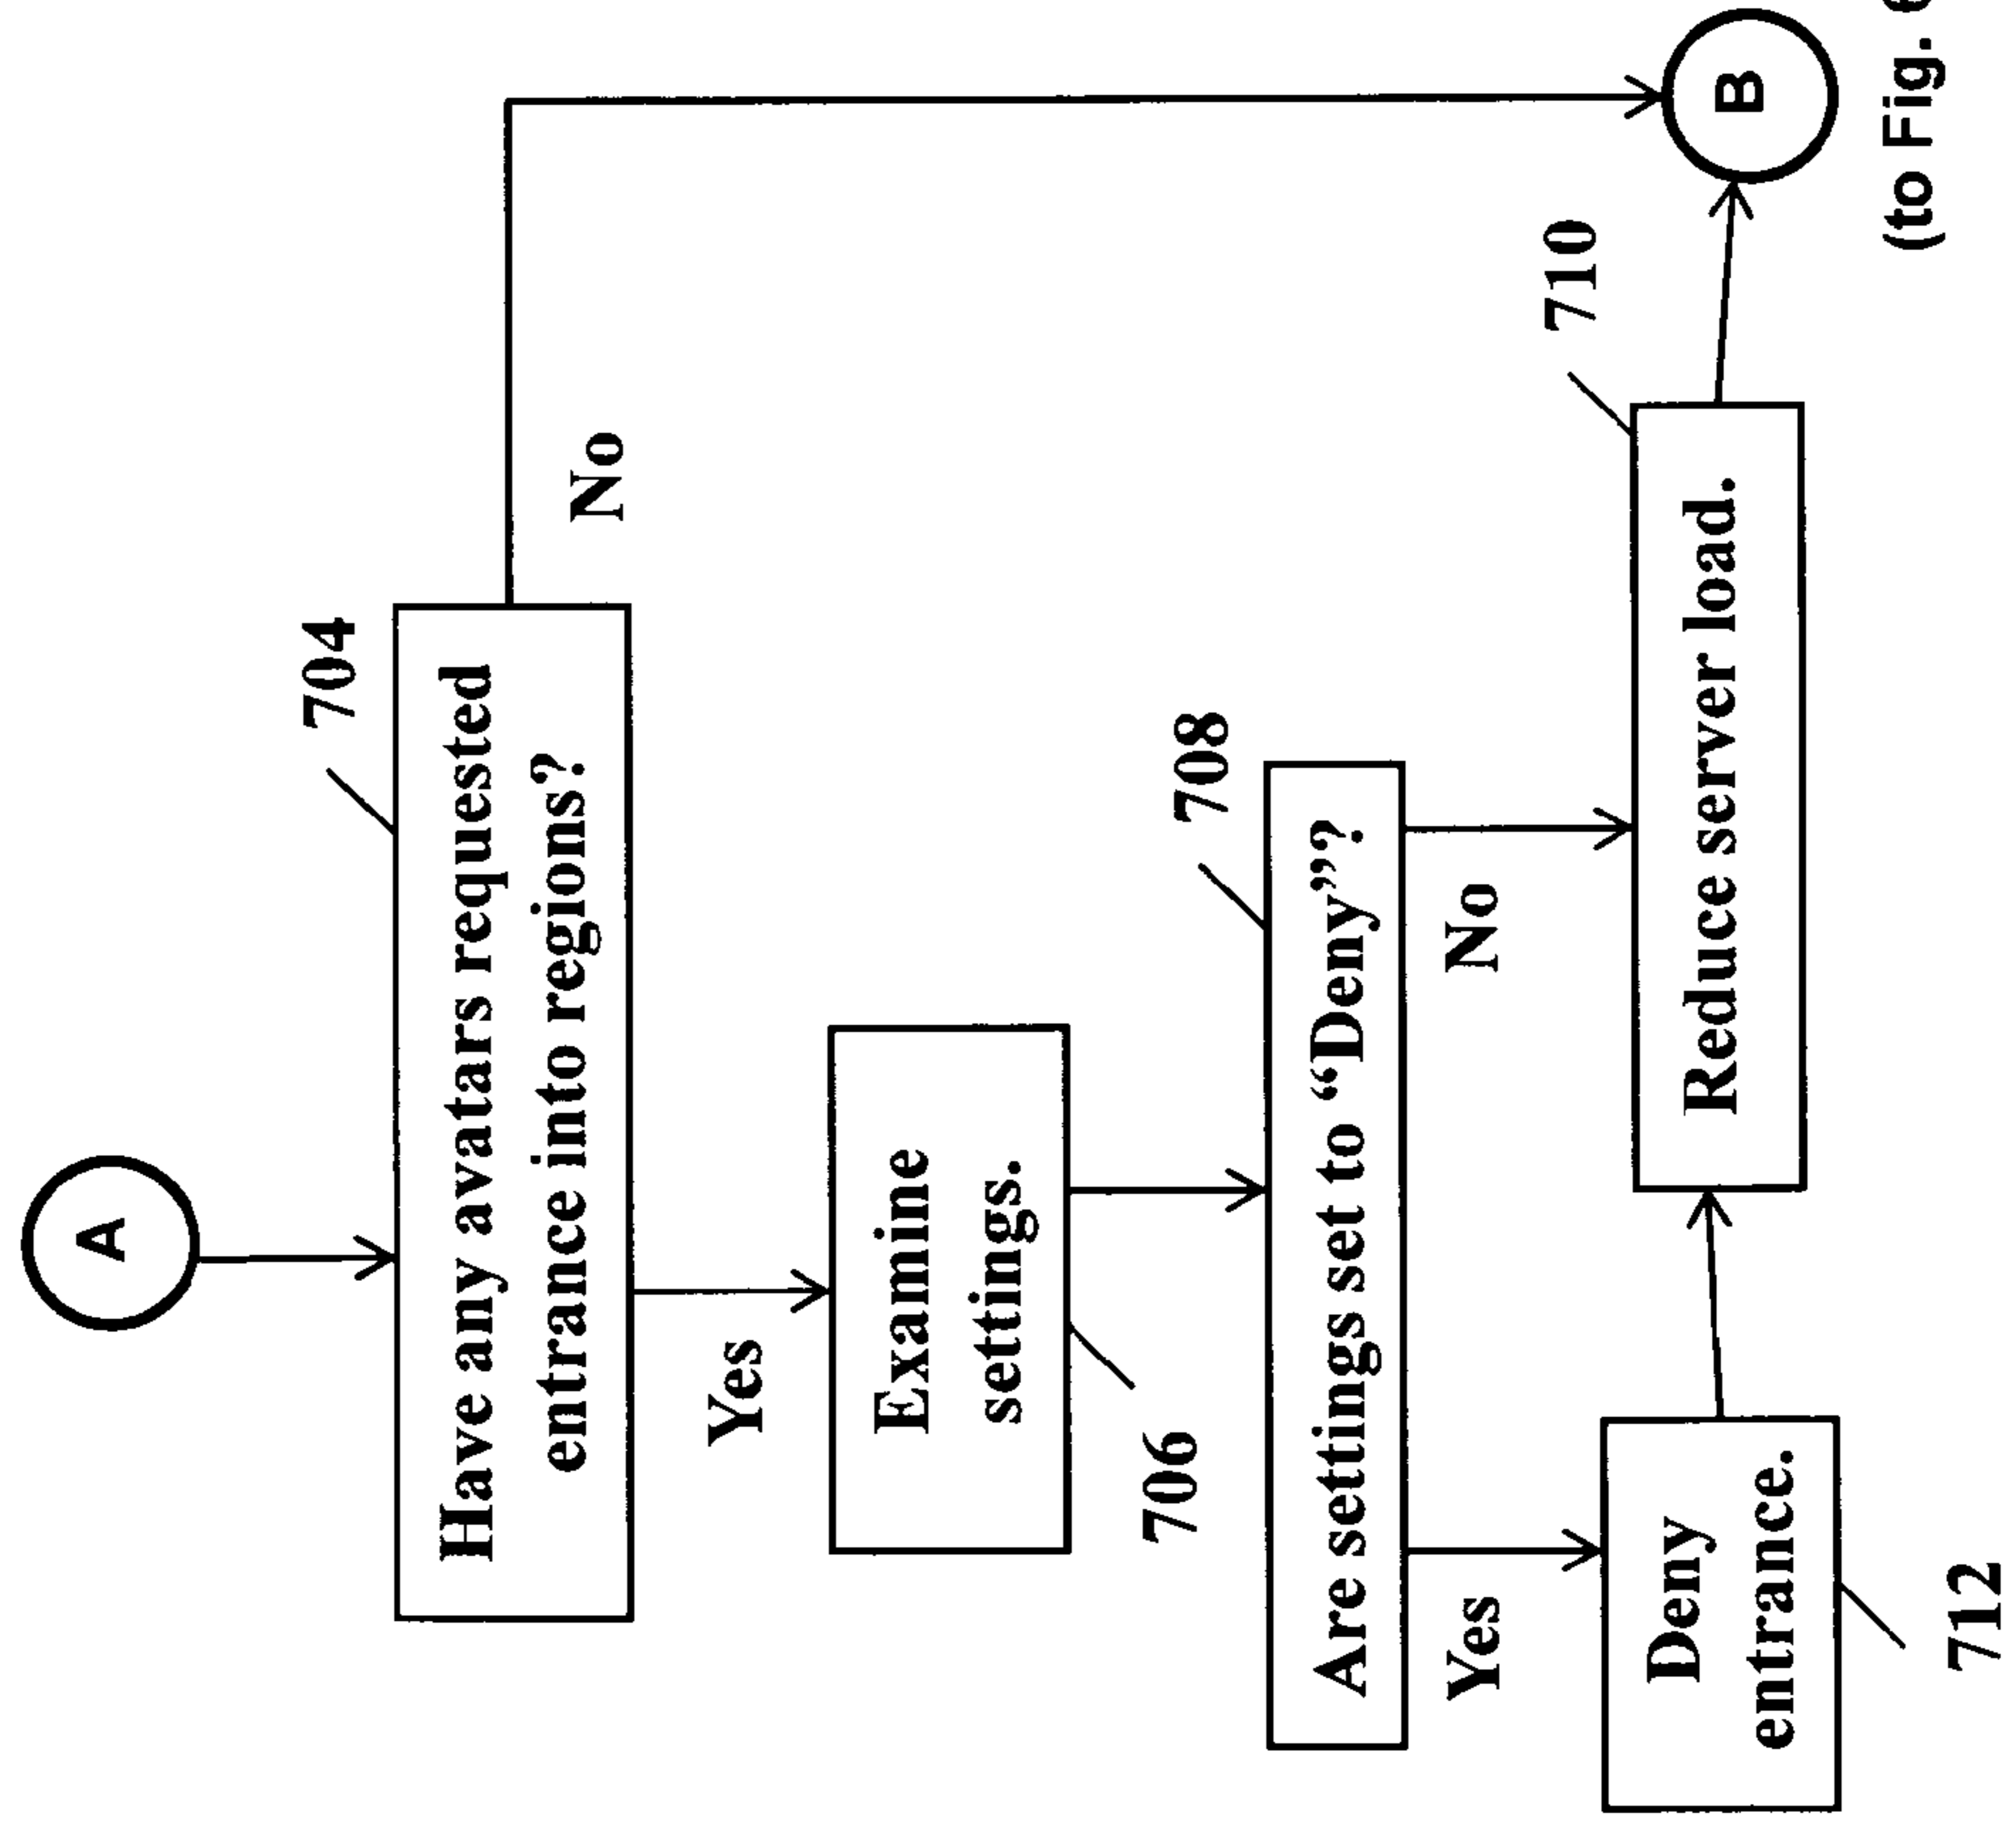 A
704
Have any avatars requested
entrance into regions?
No
Yes
Examine
settings.
706
708
Are settings set to “Deny”?
Yes
No
710
Deny
entrance.
712
Reduce server load.
B
(to Fig.